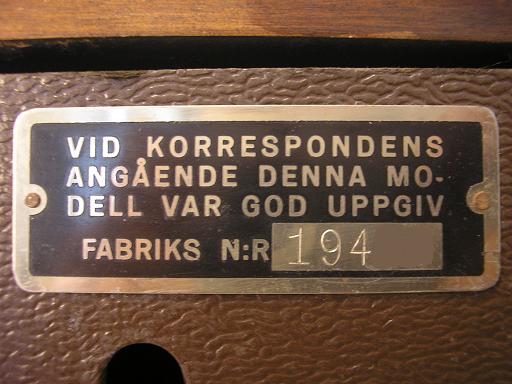 VID KORRESPONDENS
ANGÅENDE DENNA MO-
DELL VAR GOD UPPGIV
FABRIKS N:R 194